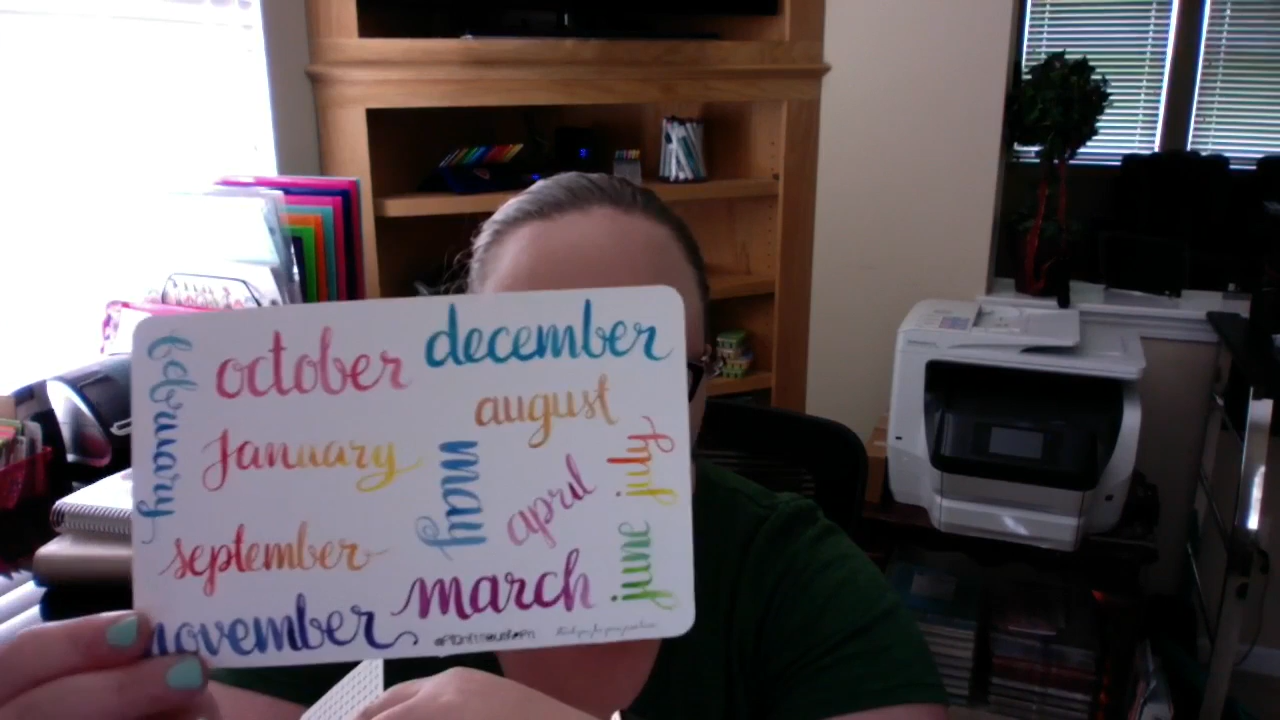 october
december
february
august
january
may
july
april
september
june
march
november